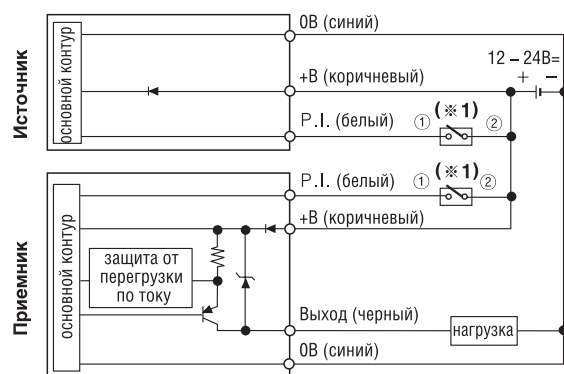 Источник
основной контур
0В (синий)
+В (коричневый)
Р.I. (белый)
12 – 24В=
+ –
(※1)
① ②
Приемник
основной контур
Р.I. (белый)
(※1)
① ②
+В (коричневый)
защита от
перегрузки
по току
Выход (черный)
нагрузка
0В (синий)